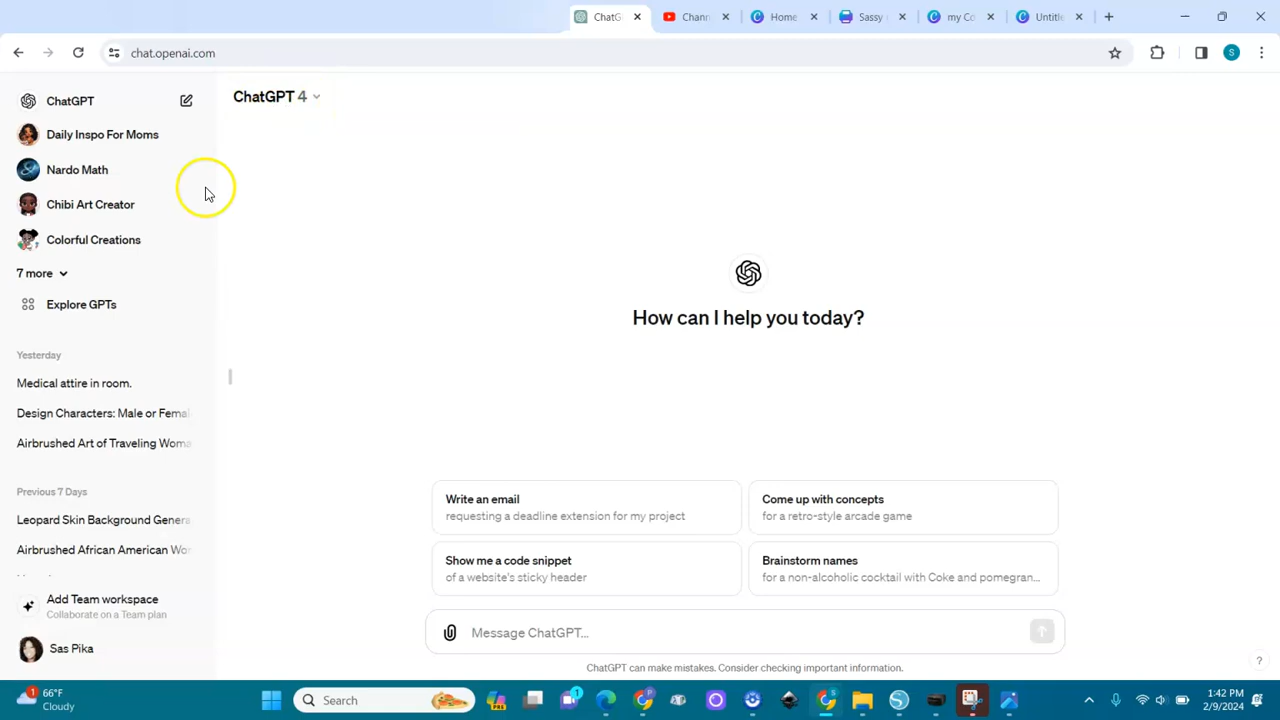 ChatG
Chann
Home
Sassy
my Co
Untitle
chat.openai.com
S
ChatGPT
ChatGPT 4
Daily Inspo For Moms
Nardo Math
Chibi Art Creator
Colorful Creations
7 more
Explore GPTs
How can I help you today?
Yesterday
Medical attire in room.
Design Characters: Male or Fema
Airbrushed Art of Traveling Woma
Previous 7 Days
Leopard Skin Background Genera
Airbrushed African American Wo
Write an email
requesting a deadline extension for my project
Come up with concepts
for a retro-style arcade game
Show me a code snippet
of a website's sticky header
Brainstorm names
for a non-alcoholic cocktail with Coke and pomegran...
Add Team workspace
Collaborate on a Team plan
Message ChatGPT...
Sas Pika
ChatGPT can make mistakes. Consider checking important information.
?
1
66°F
Cloudy
Search
1
1:42 PM
2/9/2024